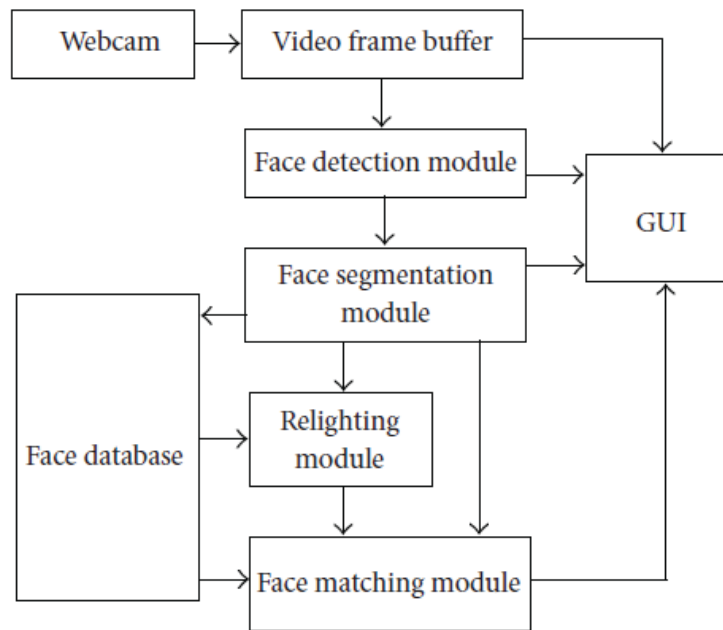 Webcam
Video frame buffer
Face detection module
GUI
Face segmentation
module
Relighting
module
Face database
Face matching module